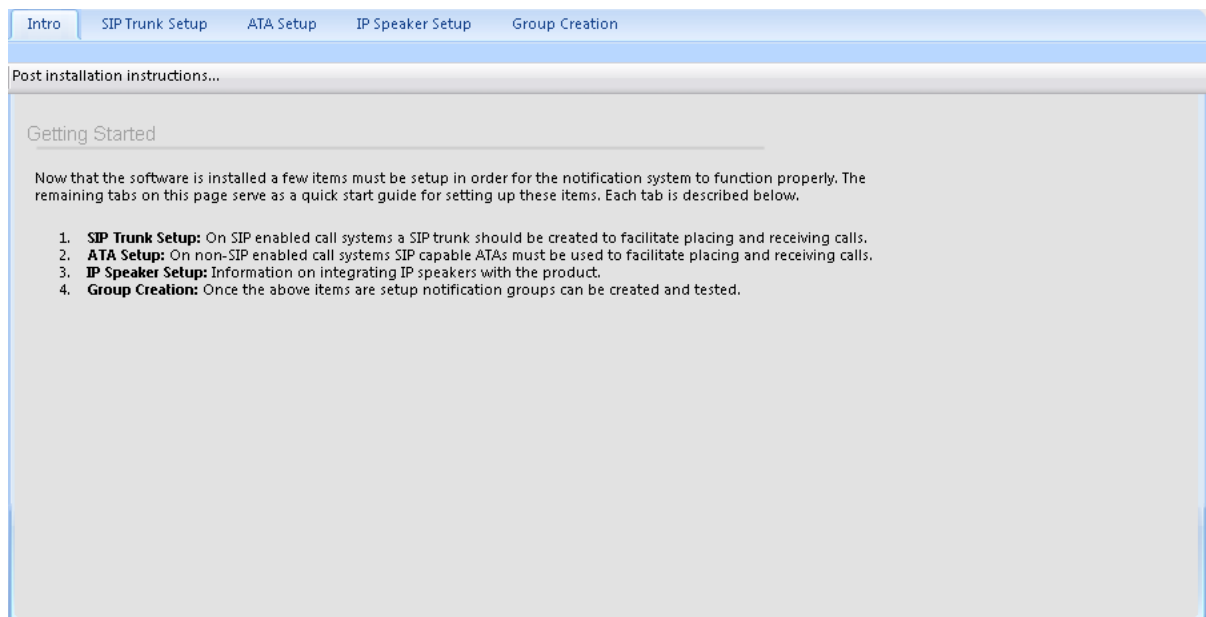 Intro SIP Trunk Setup ATA Setup IP Speaker Setup Group Creation
Post installation instructions...
Getting Started
Now that the software is installed a few items must be setup in order for the notification system to function properly. The
remaining tabs on this page serve as a quick start guide for setting up these items. Each tab is described below.
1. SIP Trunk Setup: On SIP enabled call systems a SIP trunk should be created to facilitate placing and receiving calls.
2. ATA Setup: On non-SIP enabled call systems SIP capable ATAs must be used to facilitate placing and receiving calls.
3. IP Speaker Setup: Information on integrating IP speakers with the product.
4. Group Creation: Once the above items are setup notification groups can be created and tested.